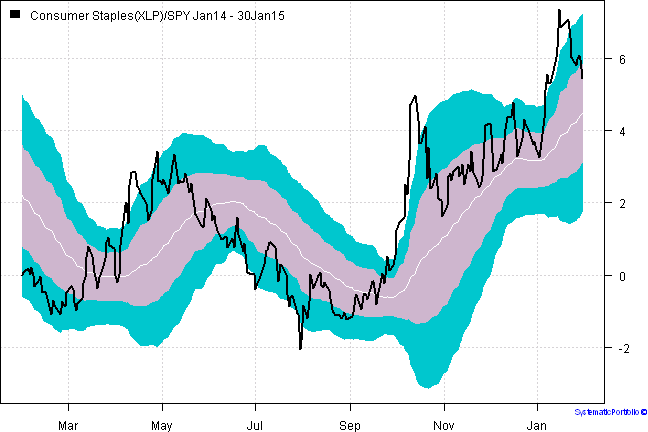 Consumer Staples(XLP)/SPY Jan14 - 30Jan15
6
4
2
0
-2
Mar May Jul Sep Nov Jan
SystematicPortfolio ©